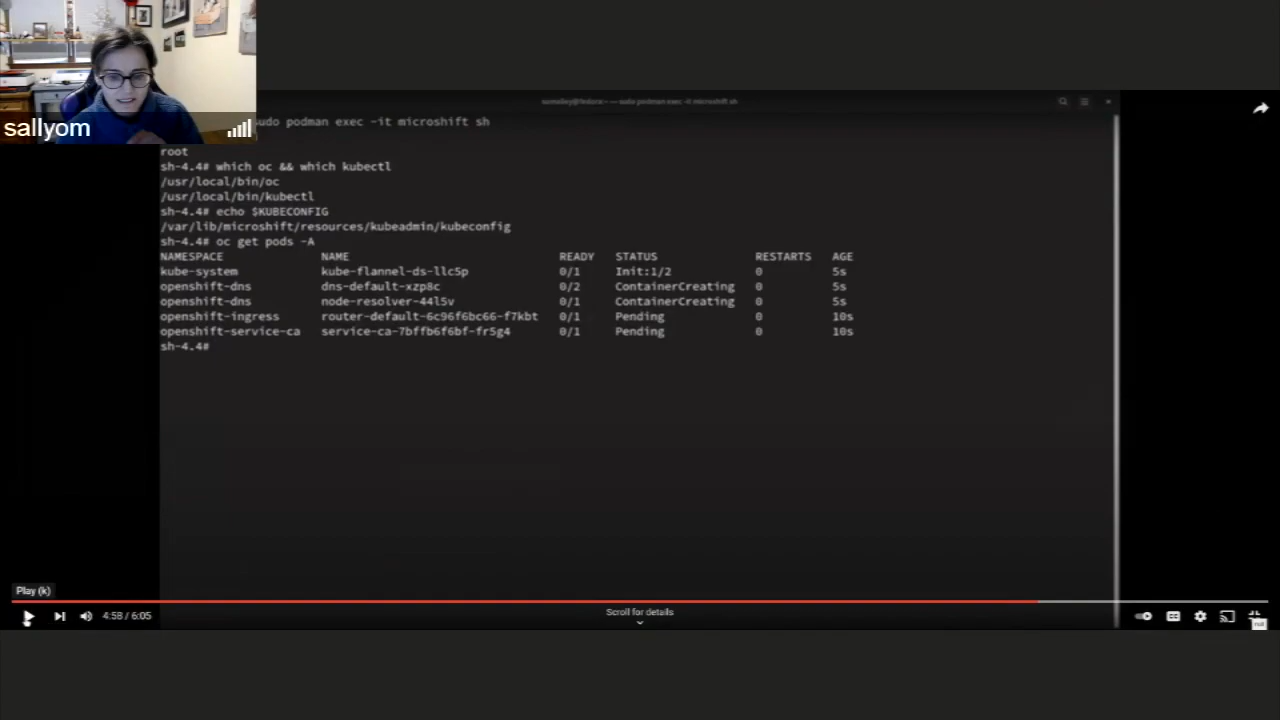 sallyom
sudo podman exec -it microshift sh
root
sh-4.4# which oc && which kubectl
/usr/local/bin/oc
/usr/local/bin/kubectl
sh-4.4# echo $KUBECONFIG
/var/lib/microshift/resources/kubeadmin/kubeconfig
sh-4.4# oc get pods -A
NAMESPACE NAME READY STATUS RESTARTS AGE
kube-system kube-flannel-ds-llc5p 0/1 Init:1/2 0 5s
openshift-dns dns-default-xzp8c 0/2 ContainerCreating 0 5s
openshift-dns node-resolver-44l5v 0/1 ContainerCreating 0 5s
openshift-ingress router-default-6c96f6bc66-f7kbt 0/1 Pending 0 10s
openshift-service-ca service-ca-7bffb6f6bf-fr5g4 0/1 Pending 0 10s
sh-4.4#
Play (k)
4:58 / 6:05
Scroll for details